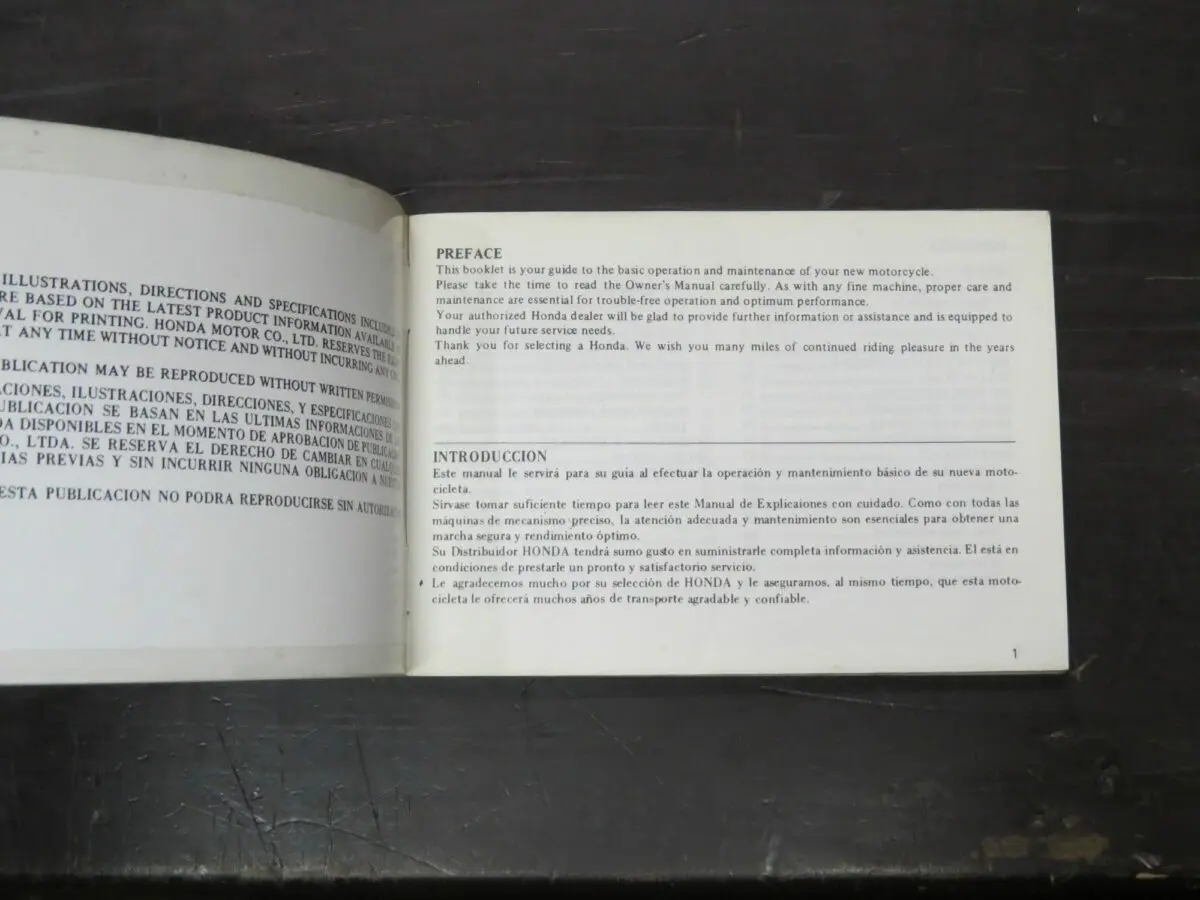 ILLUSTRATIONS, DIRECTIONS AND SPECIFICATIONS
RE BASED ON THE LATEST PRODUCT INFORMATION AVAILABLE
VAL FOR PRINTING. HONDA MOTOR CO., LTD. RESERVES THE
AT ANY TIME WITHOUT NOTICE AND WITHOUT INCURRING ANY
BLICATION MAY BE REPRODUCED WITHOUT WRITTEN
ACIONES, ILUSTRACIONES, DIRECCIONES, Y ESPECIFICACIONES
UBLICACION SE BASAN EN LAS ULTIMAS INFORMACIONES DE
DA DISPONIBLES EN EL MOMENTO DE APROBACION DE
O., LTDA. SE RESERVA EL DERECHO DE CAMBIAR EN
IAS PREVIAS Y SIN INCURRIR NINGUNA OBLIGACION A
ESTA PUBLICACION NO PODRA REPRODUCIRSE SIN
PREFACE
This booklet is your guide to the basic operation and maintenance of your new motorcycle.
Please take the time to read the Owner's Manual carefully. As with any fine machine, proper care and
maintenance are essential for trouble-free operation and optimum performance.
Your authorized Honda dealer will be glad to provide further information or assistance and is equipped to
handle your future service needs.
Thank you for selecting a Honda. We wish you many miles of continued riding pleasure in the years
ahead.
INTRODUCCION
Este manual le servirá para su guia al efectuar la operación y mantenimiento básico de su nueva moto-
cicleta.
Sirvase tomar suficiente tiempo para leer este Manual de Explicaiones con cuidado. Como con todas las
máquinas de mecanismo preciso, la atención adecuada y mantenimiento son esenciales para obtener una
marcha segura y rendimiento óptimo.
Su Distribuidor HONDA tendrá sumo gusto en suministrarle completa información y asistencia. El está en
condiciones de prestarle un pronto y satisfactorio servicio.
Le agradecemos mucho por su selección de HONDA y le aseguramos, al mismo tiempo, que esta moto-
cicleta le ofrecerá muchos años de transporte agradable y confiable.
1